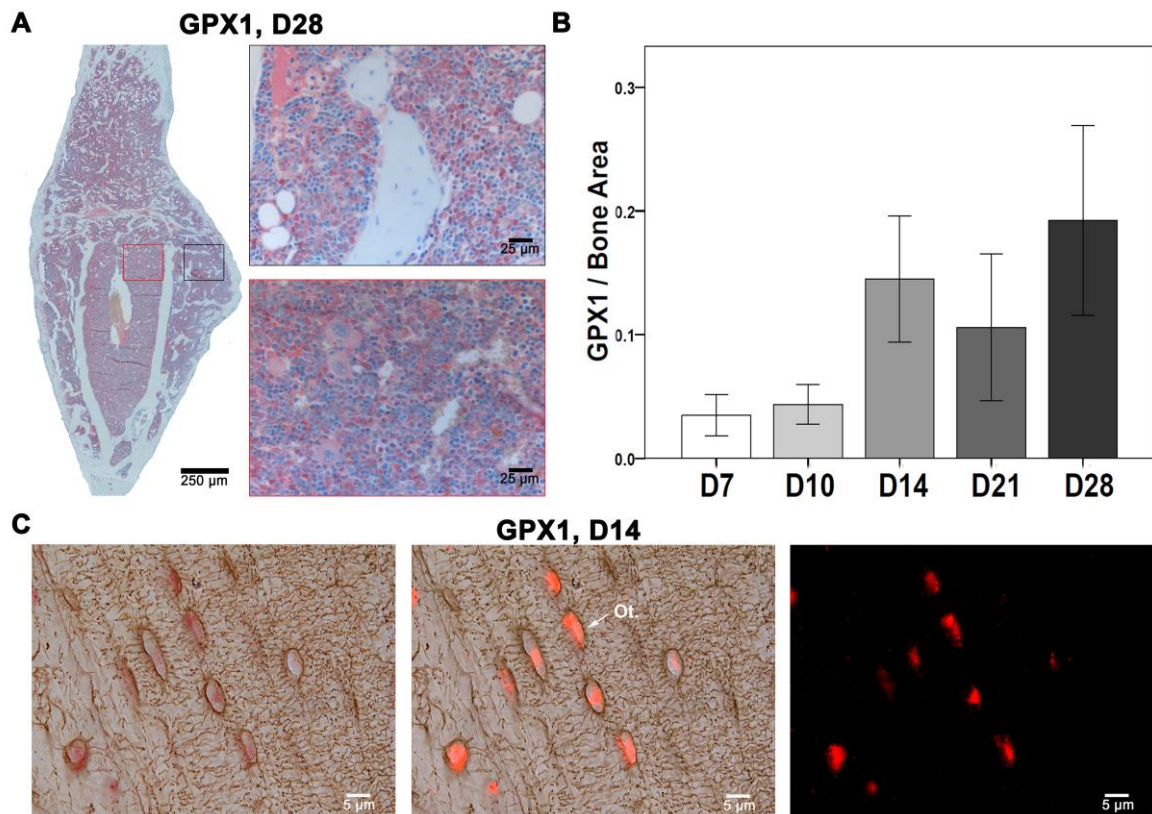 A
GPX1, D28
25 µm
250 µm
25 µm
B
GPX1 / Bone Area
0.3
0.2
0.1
0.0
D7 D10 D14 D21 D28
C
GPX1, D14
Ot.
5 µm
5 µm
5 µm